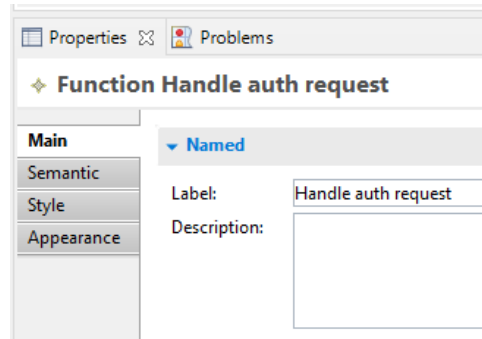 Properties Problems
Function Handle auth request
Main
Named
Semantic
Label: Handle auth request
Style
Description:
Appearance